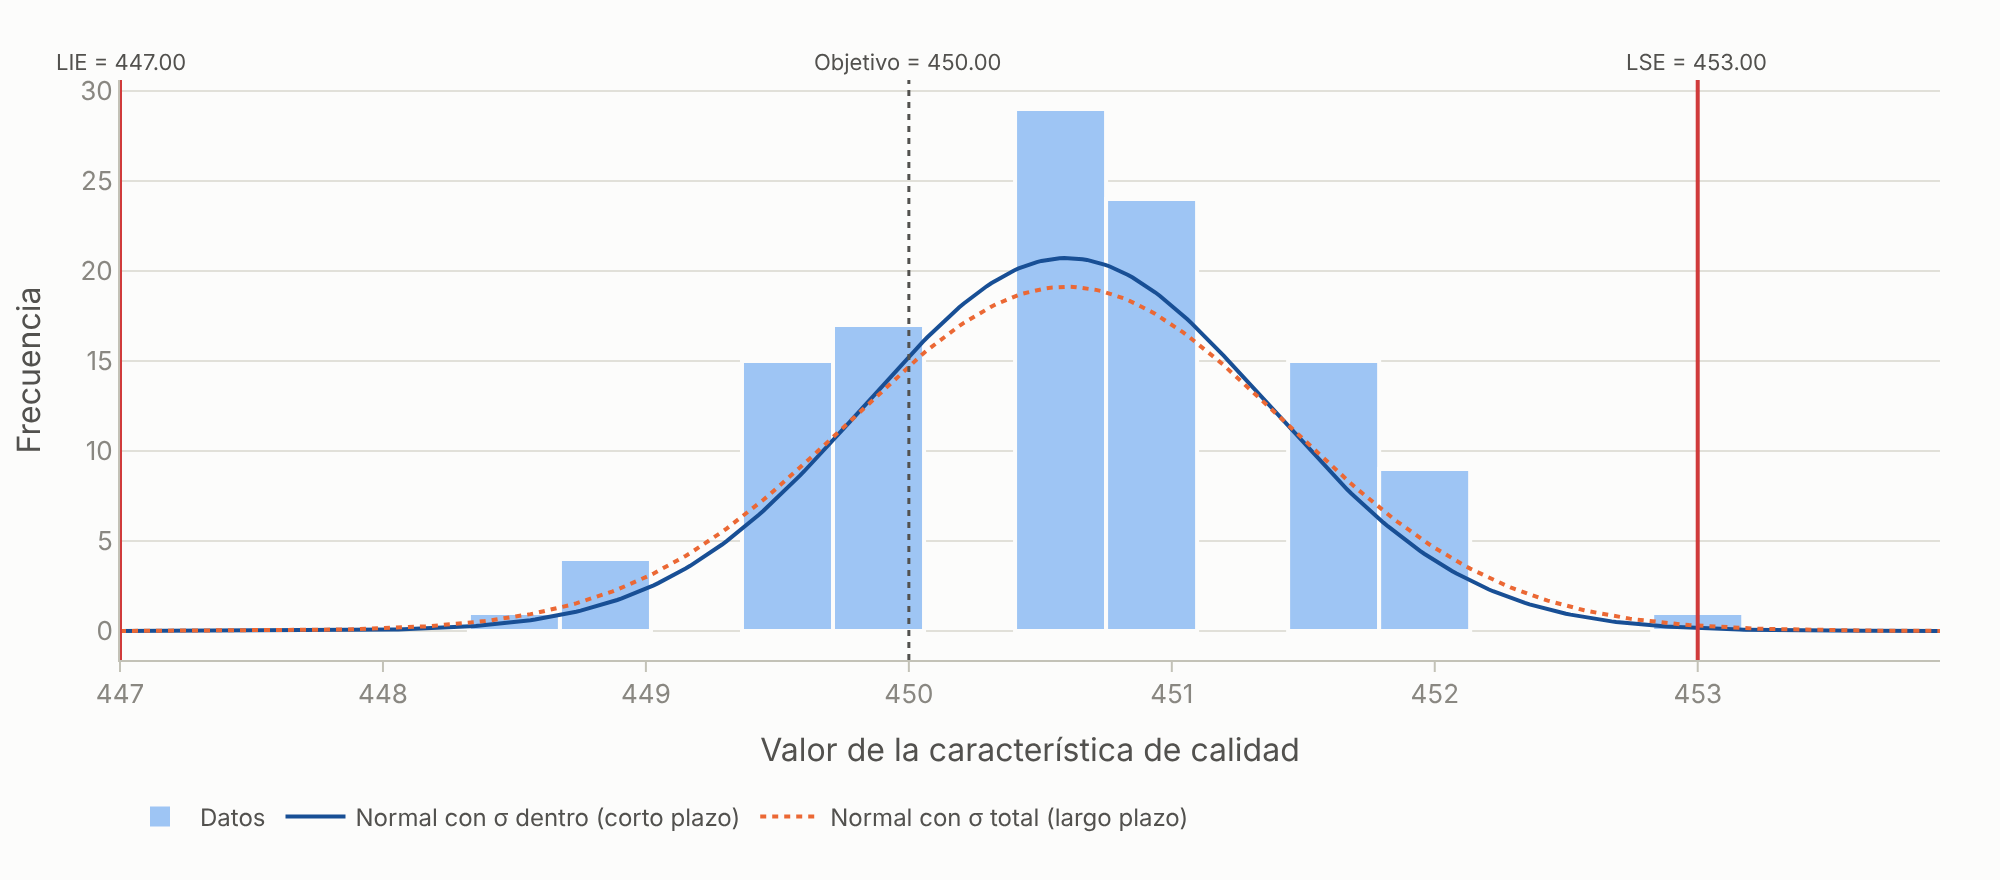 LIE = 447.00
Objetivo = 450.00
LSE = 453.00
30
25
20
15
10
5
0
Frecuencia
447
448
449
450
451
452
453
Valor de la característica de calidad
Datos
Normal con σ dentro (corto plazo)
Normal con σ total (largo plazo)